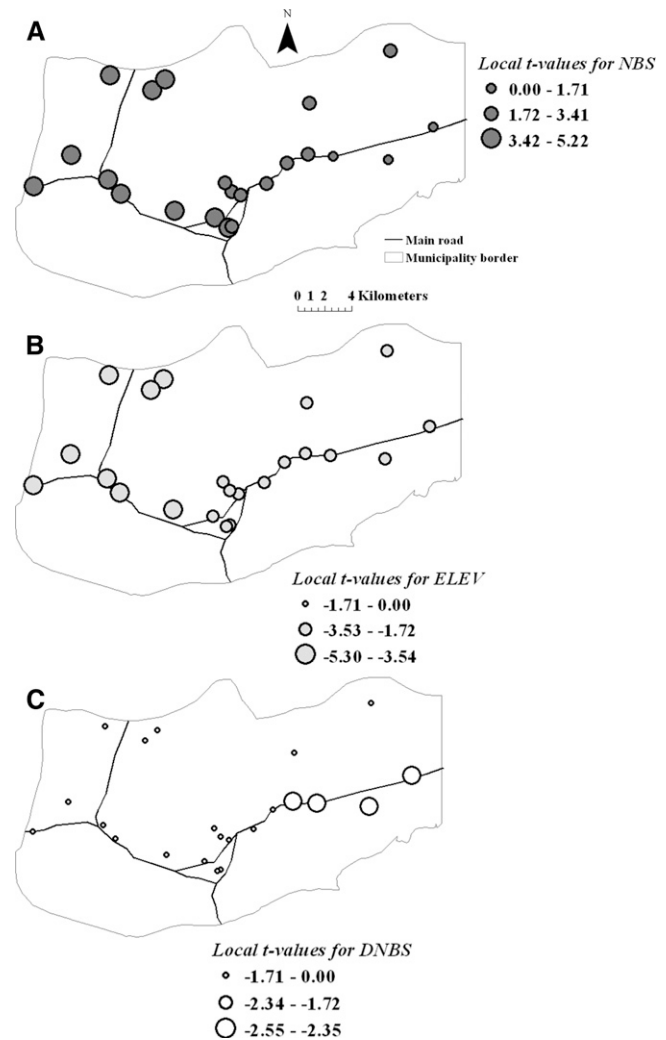 N
A
Local t-values for NBS
0.00 - 1.71
1.72 - 3.41
3.42 - 5.22
Main road
Municipality border
0 1 2 4 Kilometers
B
Local t-values for ELEV
-1.71 - 0.00
-3.53 - -1.72
-5.30 - -3.54
C
Local t-values for DNBS
-1.71 - 0.00
-2.34 - -1.72
-2.55 - -2.35